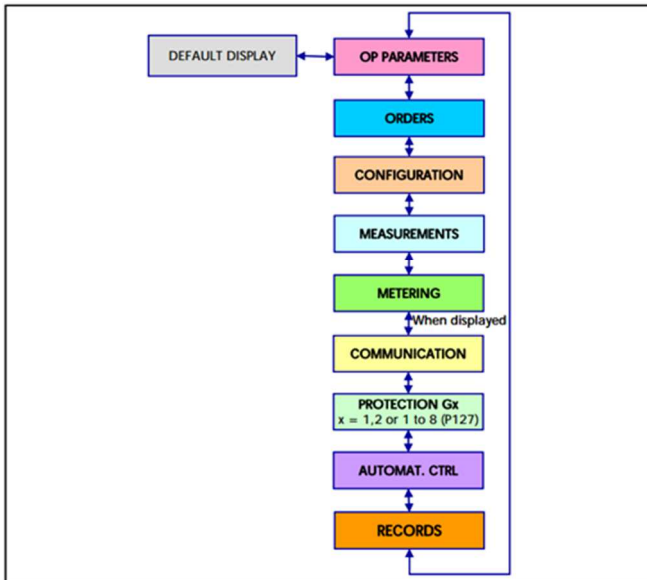 DEFAULT DISPLAY
OP PARAMETERS
ORDERS
CONFIGURATION
MEASUREMENTS
METERING
When displayed
COMMUNICATION
PROTECTION Gx
x = 1,2 or 1 to 8 (P127)
AUTOMAT. CTRL
RECORDS